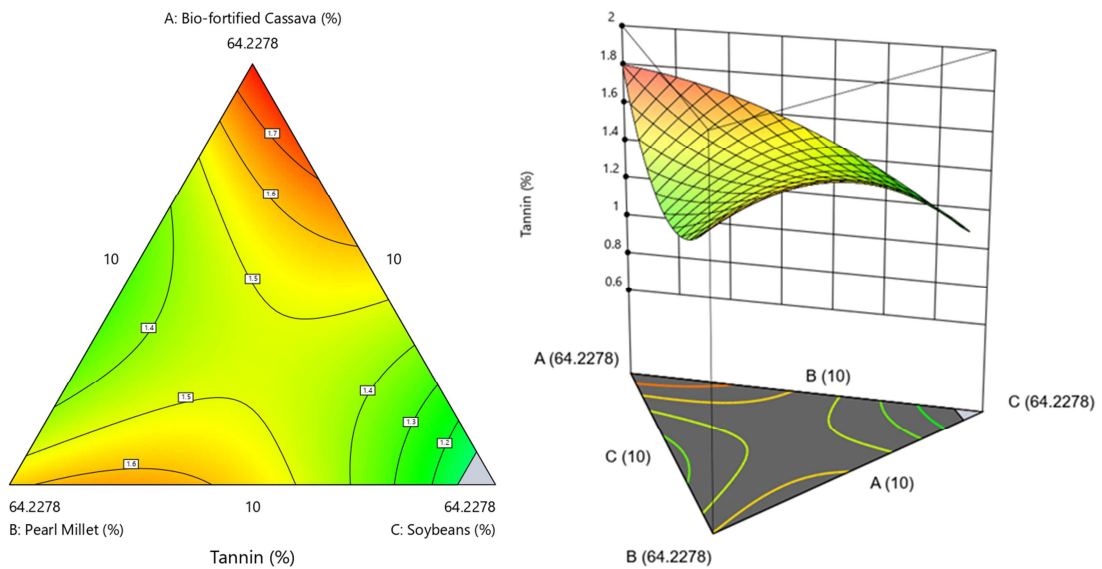 A: Bio-fortified Cassava (%)
64.2278
1.7
1.6
1.5
10
10
1.4
1.5
1.4
1.3
1.2
1.6
64.2278
10
64.2278
B: Pearl Millet (%)
C: Soybeans (%)
Tannin (%)
2
1.8
1.6
1.4
1.2
1
0.8
0.6
Tannin (%)
A (64.2278)
B (10)
C (64.2278)
C (10)
A (10)
B (64.2278)